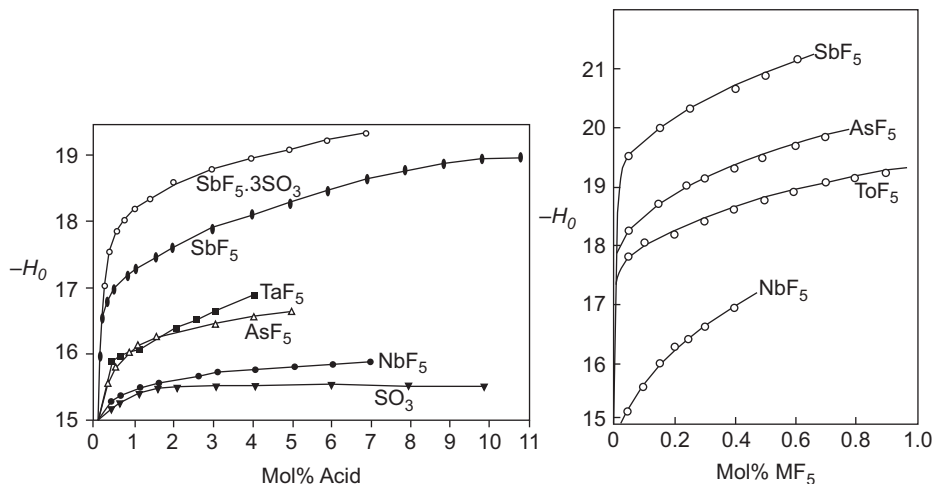 19
18
–H₀
17
16
15
0
1
2
3
4
5
6
7
8
9
10
11
Mol% Acid
SbF₅.3SO₃
SbF₅
TaF₅
AsF₅
NbF₅
SO₃
21
20
19
–H₀
18
17
16
15
0
0.2
0.4
0.6
0.8
1.0
Mol% MF₅
SbF₅
AsF₅
ToF₅
NbF₅